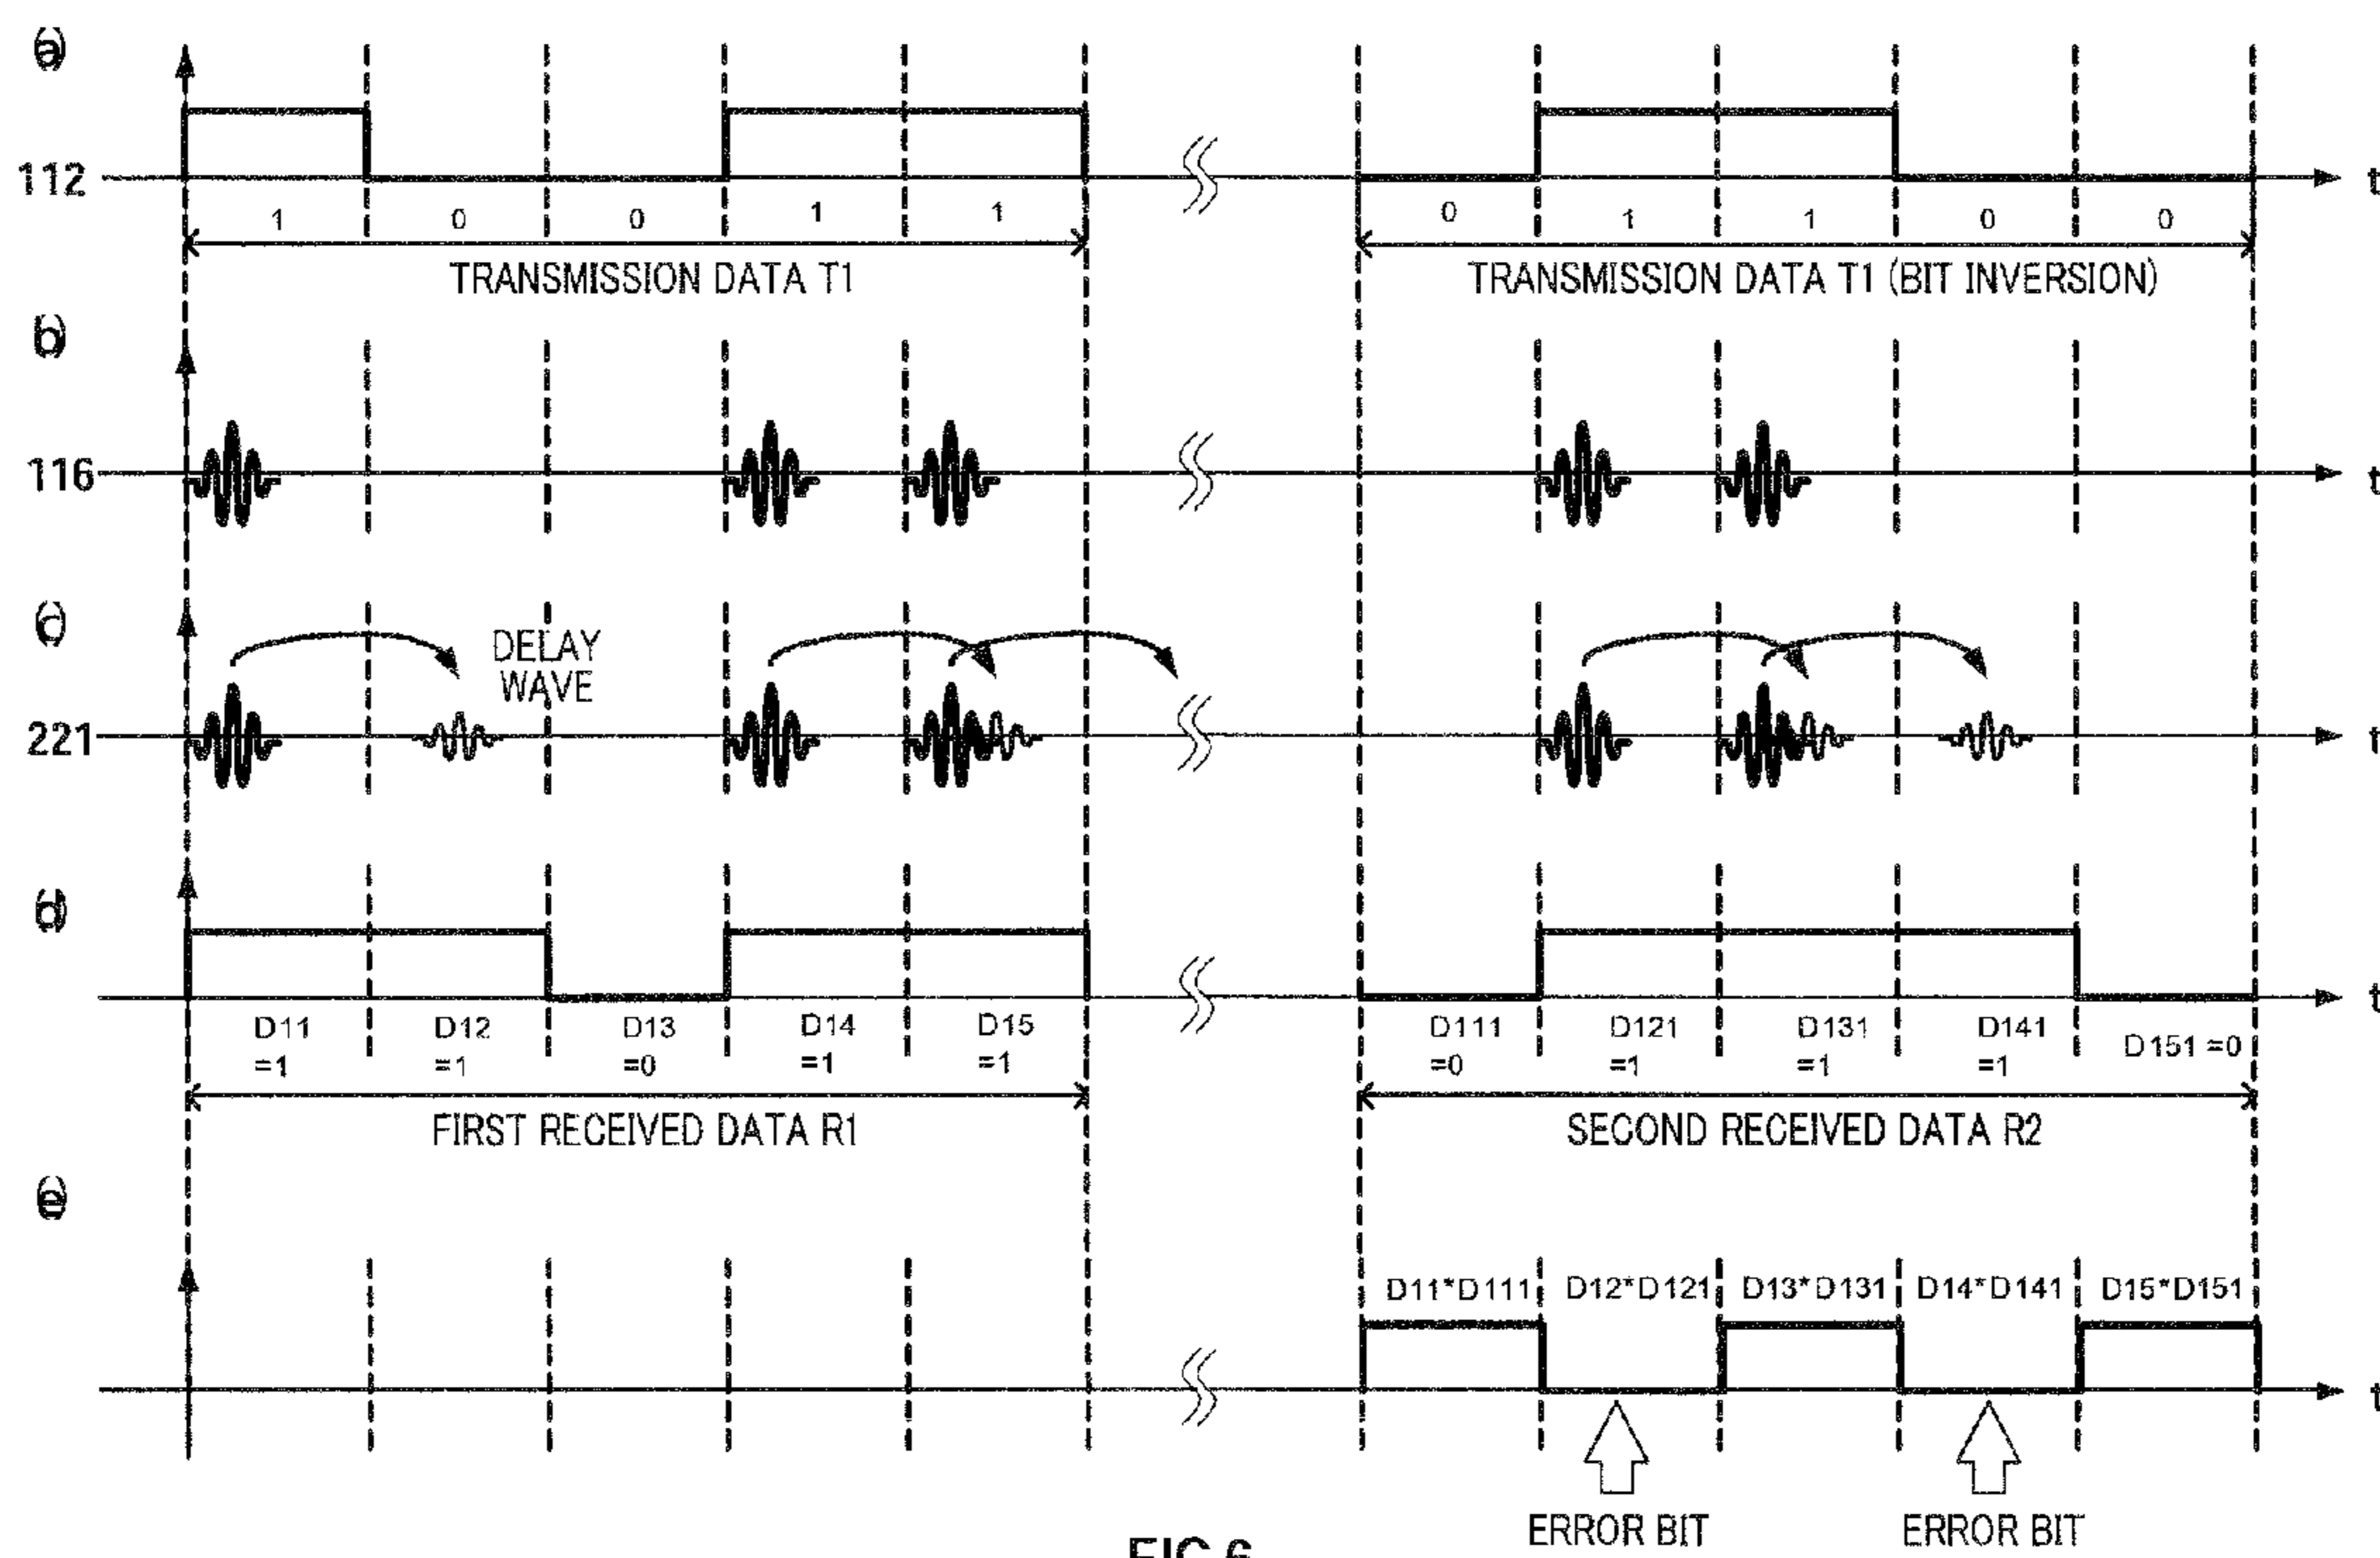 a)
112
t
1 0 0 1 1 0 1 1 0 0
TRANSMISSION DATA T1
TRANSMISSION DATA T1 (BIT INVERSION)
b)
116
t
c)
DELAY
WAVE
221
t
d)
t
D11
=1
D12
=1
D13
=0
D14
=1
D15
=1
D111
=0
D121
=1
D131
=1
D141
=1
D151 =0
FIRST RECEIVED DATA R1
SECOND RECEIVED DATA R2
e)
D11*D111 D12*D121 D13*D131 D14*D141 D15*D151
t
ERROR BIT
ERROR BIT
FIG.6